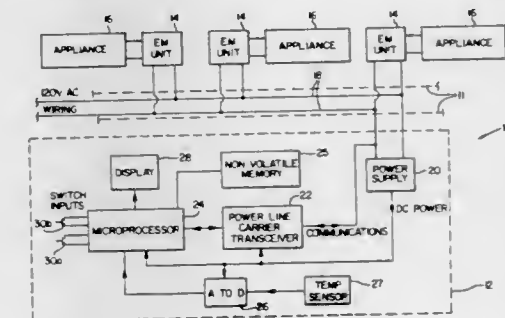 16 14 14 16 14 16
APPLIANCE EM UNIT EM UNIT APPLIANCE EM UNIT APPLIANCE
18
120V AC
11
WIRING
28 25
DISPLAY NON VOLATILE MEMORY
POWER SUPPLY 20
SWITCH INPUTS
24 22
DC POWER
30b
MICROPROCESSOR POWER LINE CARRIER TRANSCEIVER COMMUNICATIONS
30a
27
A TO D TEMP SENSOR 12
26